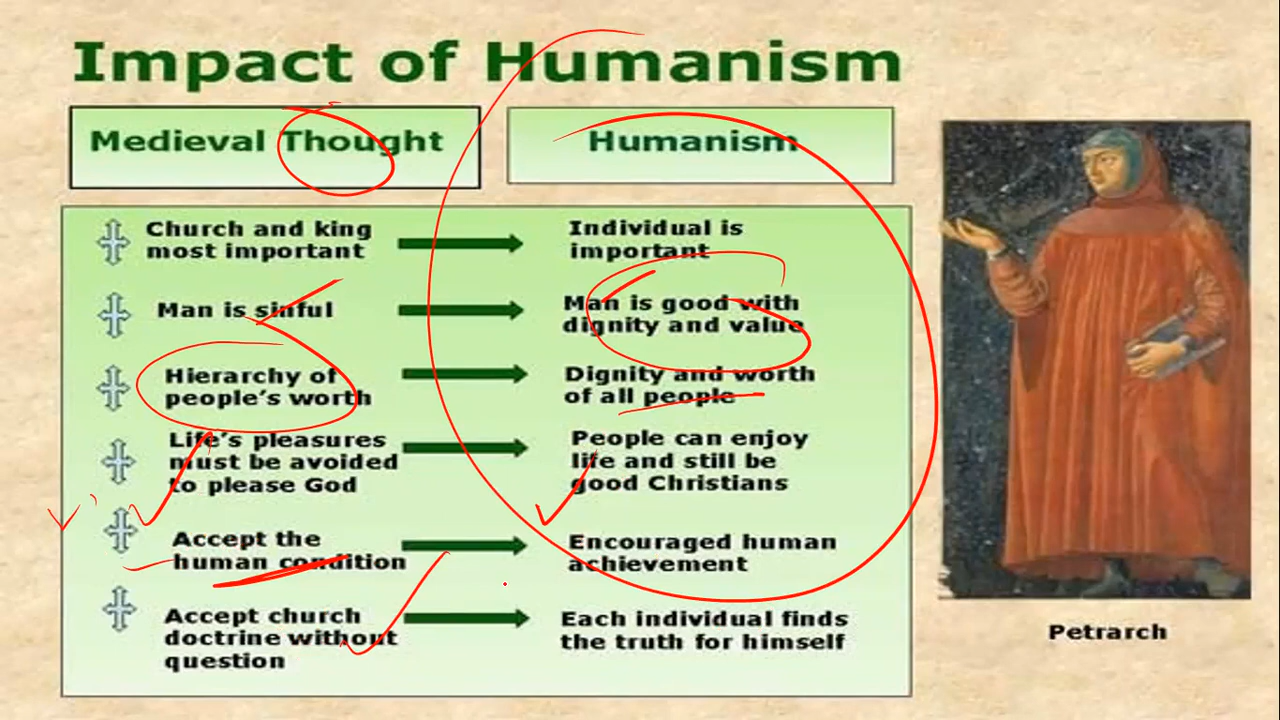 Impact of Humanism
Medieval Thought
Humanism
Church and king
most important
Individual is
important
Man is sinful
Man is good with
dignity and value
Hierarchy of
people's worth
Dignity and worth
of all people
Life's pleasures
must be avoided
to please God
People can enjoy
life and still be
good Christians
Accept the
human condition
Encouraged human
achievement
Accept church
doctrine without
question
Each individual finds
the truth for himself
Petrarch